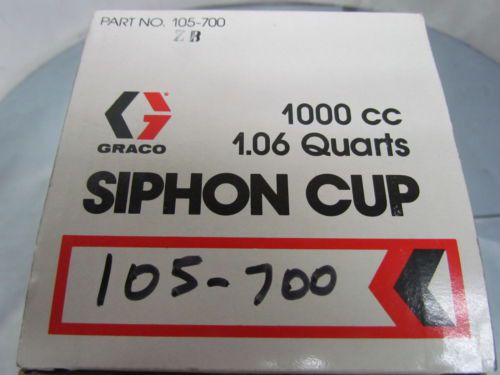 PART NO. 105-700
ZB
1000 cc
1.06 Quarts
GRACO
SIPHON CUP
105-700